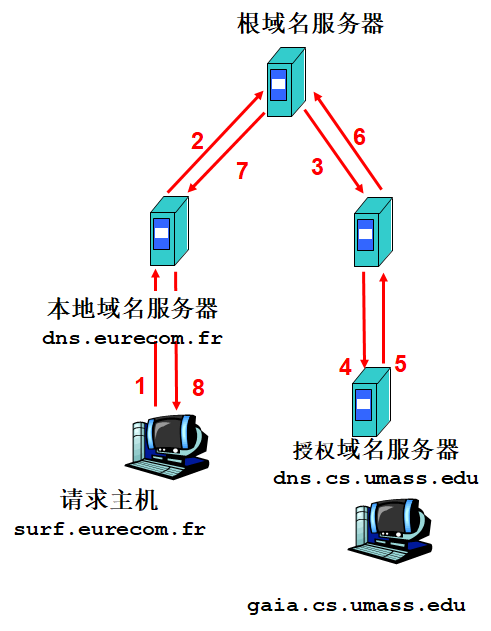 根域名服务器
2
7
3
6
本地域名服务器
dns.eurecom.fr
1
8
4
5
授权域名服务器
dns.cs.umass.edu
请求主机
surf.eurecom.fr
gaia.cs.umass.edu